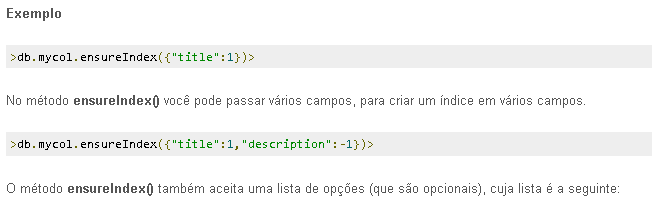 Exemplo
>db.mycol.ensureIndex({"title":1})>
No método ensureIndex() você pode passar vários campos, para criar um índice em vários campos.
>db.mycol.ensureIndex({"title":1,"description":-1})>
O método ensureIndex() também aceita uma lista de opções (que são opcionais), cuja lista é a seguinte: